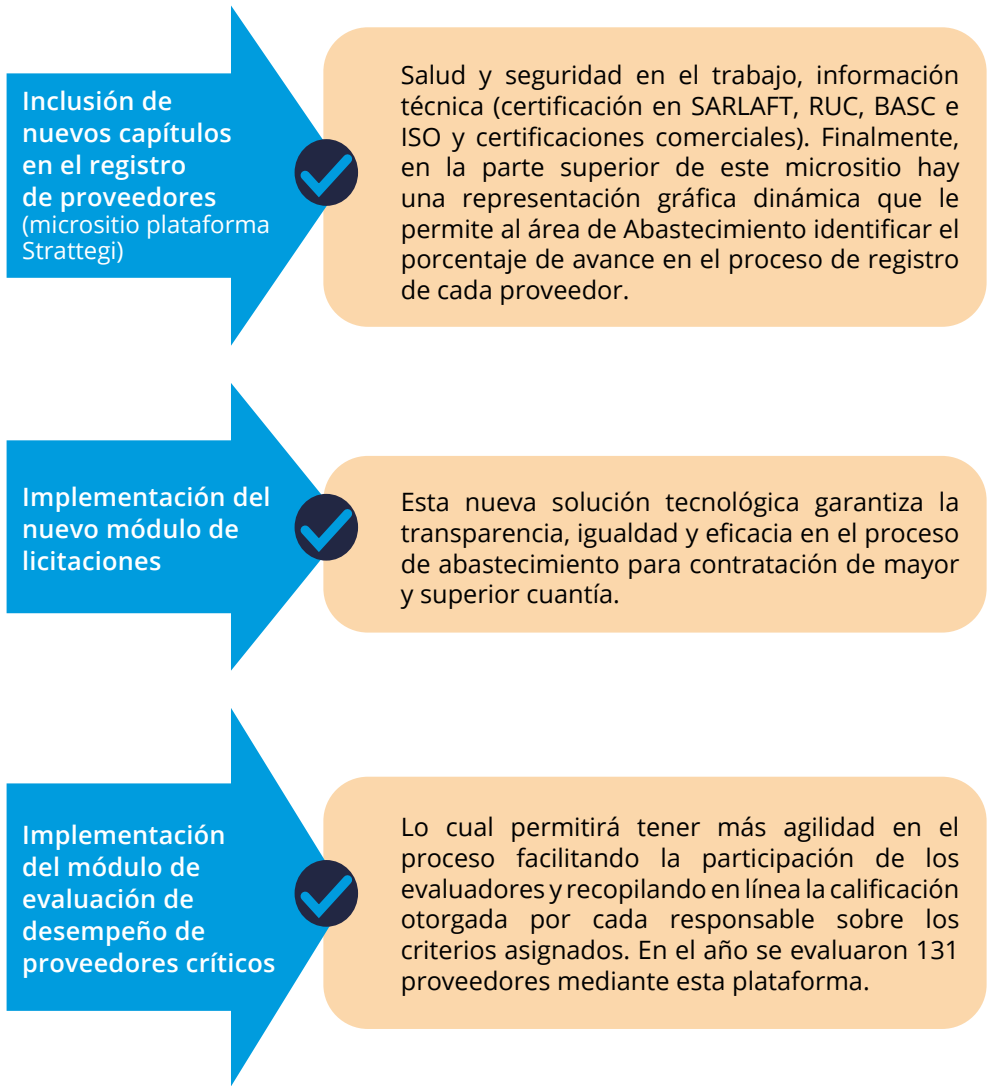 Inclusión de
nuevos capítulos
en el registro
de proveedores
(micrositio plataforma
Strattegi)
Salud y seguridad en el trabajo, información
técnica (certificación en SARLAFT, RUC, BASC e
ISO y certificaciones comerciales). Finalmente,
en la parte superior de este micrositio hay
una representación gráfica dinámica que le
permite al área de Abastecimiento identificar el
porcentaje de avance en el proceso de registro
de cada proveedor.
Implementación del
nuevo módulo de
licitaciones
Esta nueva solución tecnológica garantiza la
transparencia, igualdad y eficacia en el proceso
de abastecimiento para contratación de mayor
y superior cuantía.
Implementación
del módulo de
evaluación de
desempeño de
proveedores críticos
Lo cual permitirá tener más agilidad en el
proceso facilitando la participación de los
evaluadores y recopilando en línea la calificación
otorgada por cada responsable sobre los
criterios asignados. En el año se evaluaron 131
proveedores mediante esta plataforma.